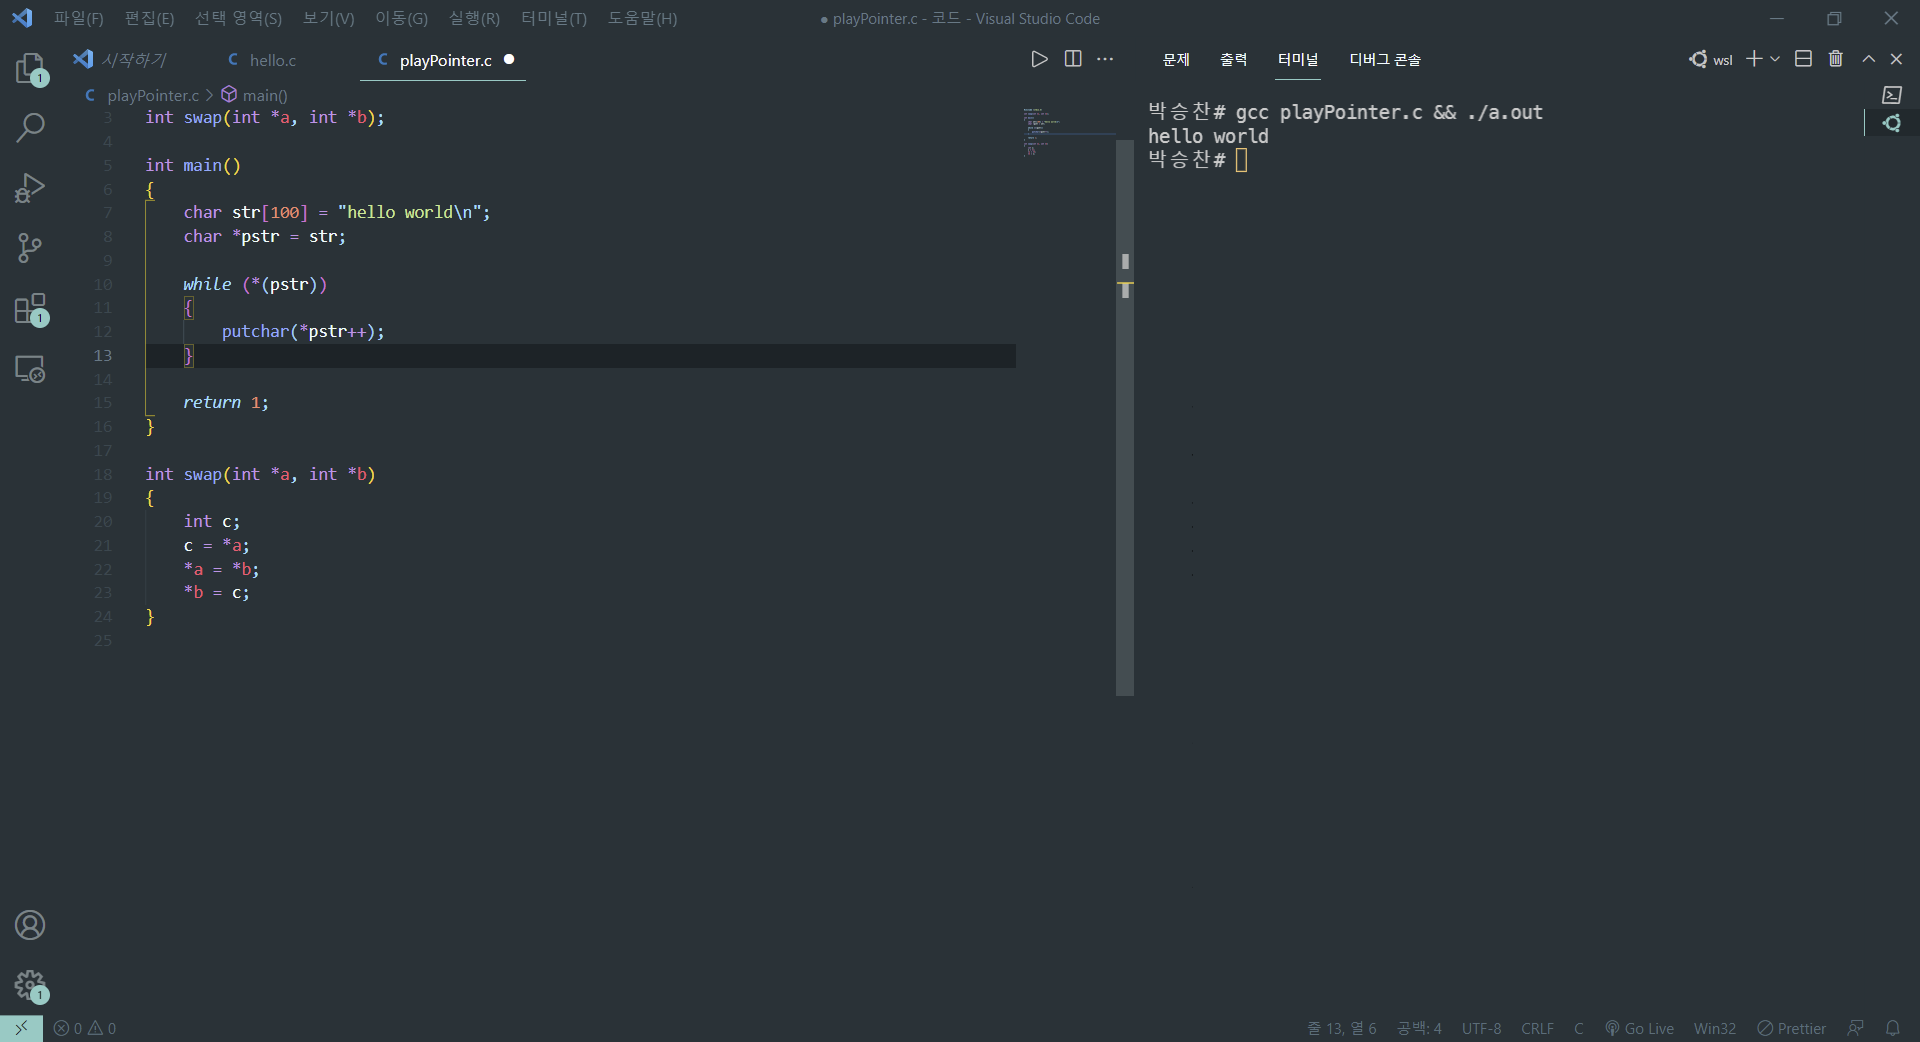 파일(F) 편집(E) 선택 영역(S) 보기(V) 이동(G) 실행(R) 터미널(T) 도움말(H) ● playPointer.c - 코드 - Visual Studio Code
시작하기 C hello.c C playPointer.c ●
문제 출력 터미널 디버그 콘솔 wsl
C playPointer.c > main()
3 int swap(int *a, int *b);
4
5 int main()
6 {
7 char str[100] = "hello world\n";
8 char *pstr = str;
9
10 while (*(pstr))
11 {
12 putchar(*pstr++);
13 }
14
15 return 1;
16 }
17
18 int swap(int *a, int *b)
19 {
20 int c;
21 c = *a;
22 *a = *b;
23 *b = c;
24 }
25
박승찬# gcc playPointer.c && ./a.out
hello world
박승찬#
1
1
1
0 0 줄 13, 열 6 공백: 4 UTF-8 CRLF C Go Live Win32 Prettier